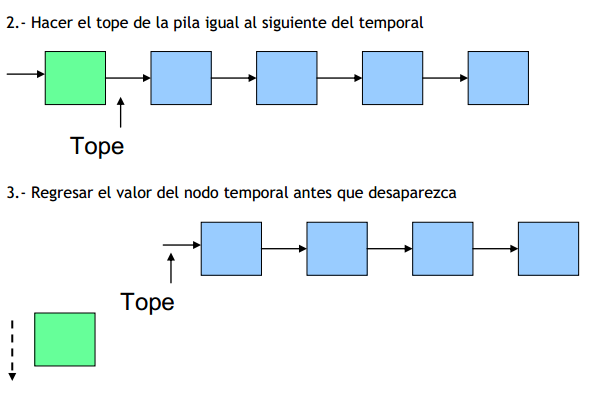 2.- Hacer el tope de la pila igual al siguiente del temporal
Tope
3.- Regresar el valor del nodo temporal antes que desaparezca
Tope